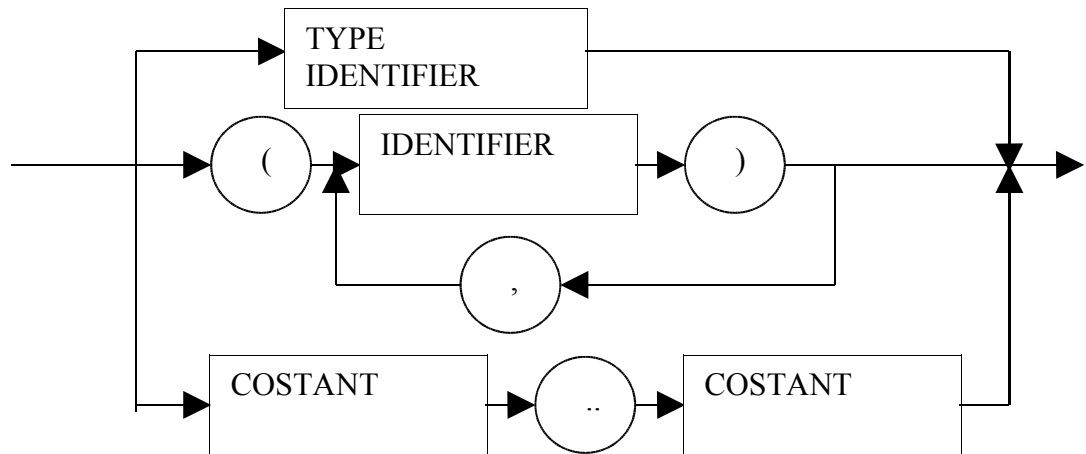 TYPE
IDENTIFIER
(
IDENTIFIER
)
,
COSTANT
..
COSTANT